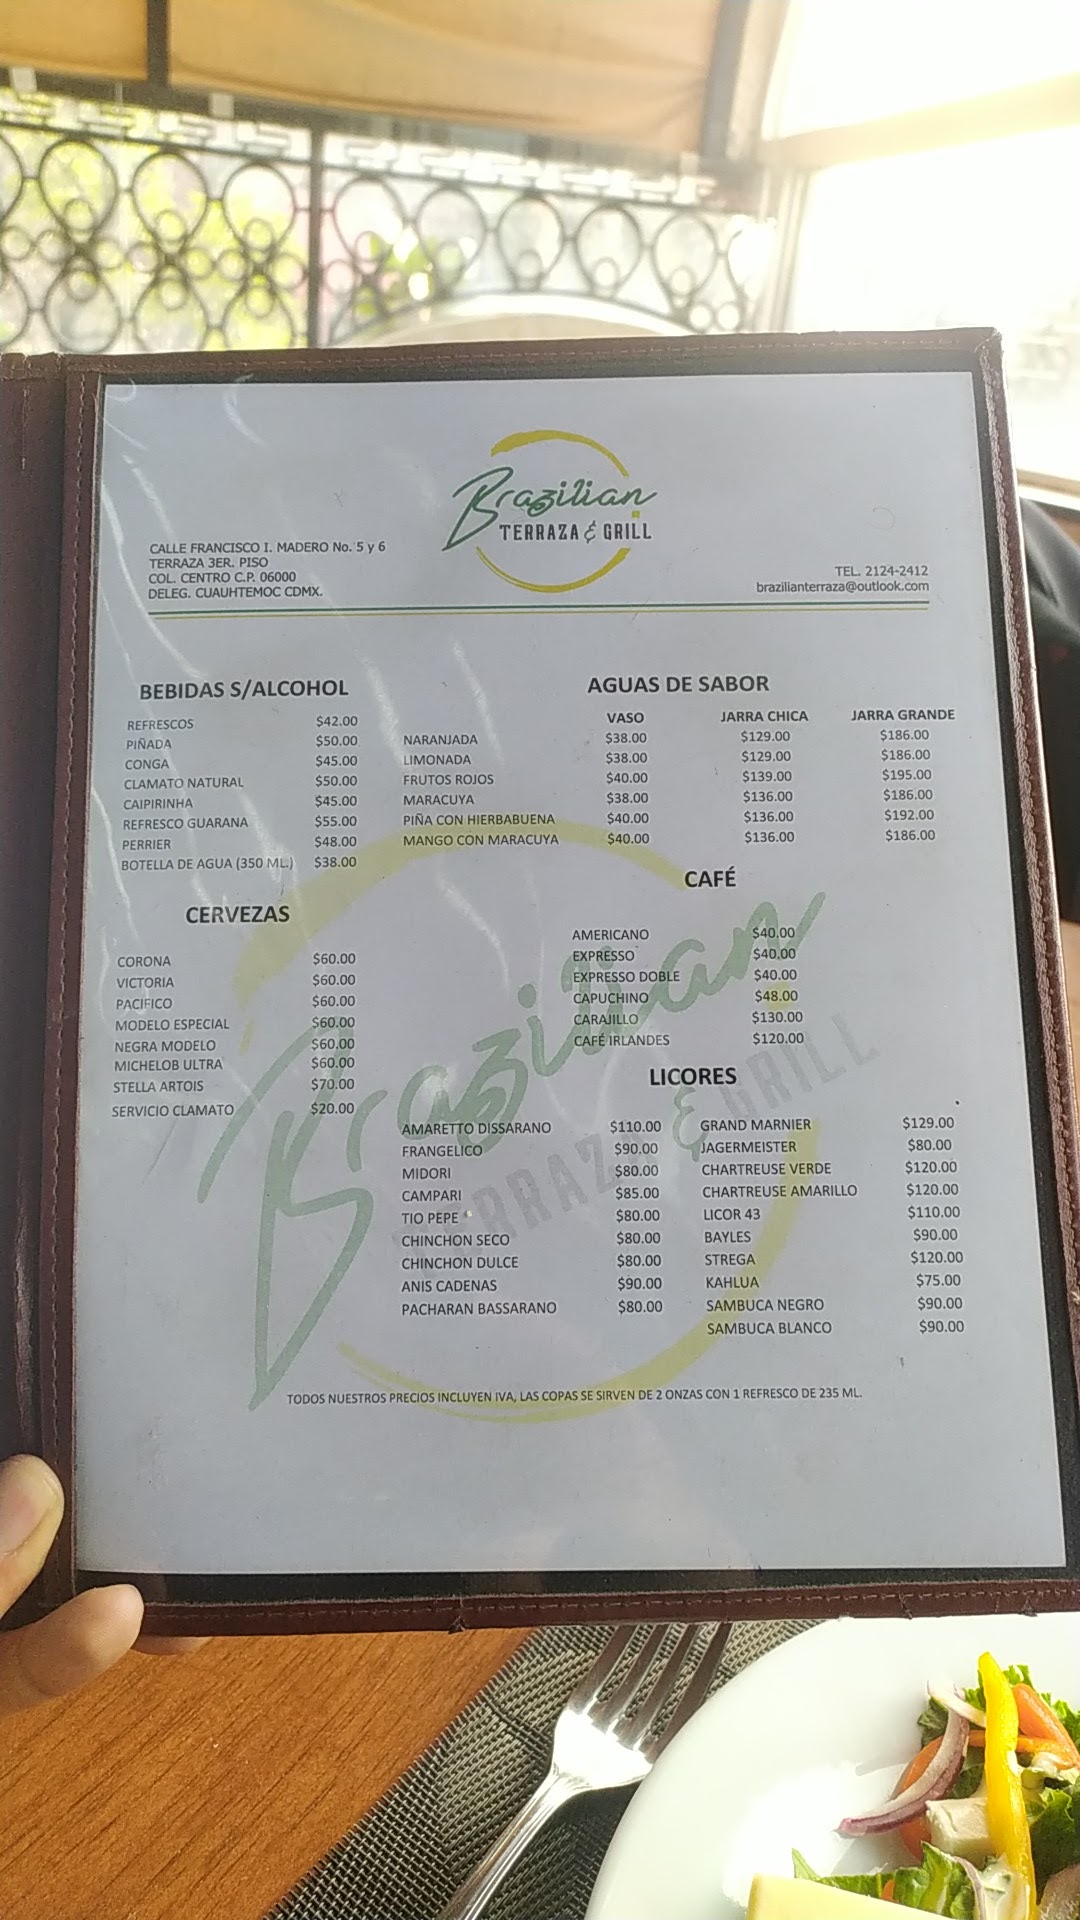 Brazilian
TERRAZA & GRILL
CALLE FRANCISCO I. MADERO No. 5 y 6
TERRAZA 3ER. PISO
COL. CENTRO C.P. 06000
DELEG. CUAUHTEMOC CDMX.
TEL. 2124-2412
brazilianterraza@outlook.com
BEBIDAS S/ALCOHOL
REFRESCOS $42.00
PIÑADA $50.00
CONGA $45.00
CLAMATO NATURAL $50.00
CAIPIRINHA $45.00
REFRESCO GUARANA $55.00
PERRIER $48.00
BOTELLA DE AGUA (350 ML.) $38.00
AGUAS DE SABOR
VASO JARRA CHICA JARRA GRANDE
NARANJADA $38.00 $129.00 $186.00
LIMONADA $38.00 $129.00 $186.00
FRUTOS ROJOS $40.00 $139.00 $195.00
MARACUYA $38.00 $136.00 $186.00
PIÑA CON HIERBABUENA $40.00 $136.00 $192.00
MANGO CON MARACUYA $40.00 $136.00 $186.00
CERVEZAS
CORONA $60.00
VICTORIA $60.00
PACIFICO $60.00
MODELO ESPECIAL $60.00
NEGRA MODELO $60.00
MICHELOB ULTRA $60.00
STELLA ARTOIS $70.00
SERVICIO CLAMATO $20.00
CAFÉ
AMERICANO $40.00
EXPRESSO $40.00
EXPRESSO DOBLE $40.00
CAPUCHINO $48.00
CARAJILLO $130.00
CAFÉ IRLANDES $120.00
LICORES
AMARETTO DISSARANO $110.00
FRANGELICO $90.00
MIDORI $80.00
CAMPARI $85.00
TIO PEPE $80.00
CHINCHON SECO $80.00
CHINCHON DULCE $80.00
ANIS CADENAS $90.00
PACHARAN BASSARANO $80.00
GRAND MARNIER $129.00
JAGERMEISTER $80.00
CHARTREUSE VERDE $120.00
CHARTREUSE AMARILLO $120.00
LICOR 43 $110.00
BAYLES $90.00
STREGA $120.00
KAHLUA $75.00
SAMBUCA NEGRO $90.00
SAMBUCA BLANCO $90.00
Brazilian
TERRAZA & GRILL
TODOS NUESTROS PRECIOS INCLUYEN IVA, LAS COPAS SE SIRVEN DE 2 ONZAS CON 1 REFRESCO DE 235 ML.